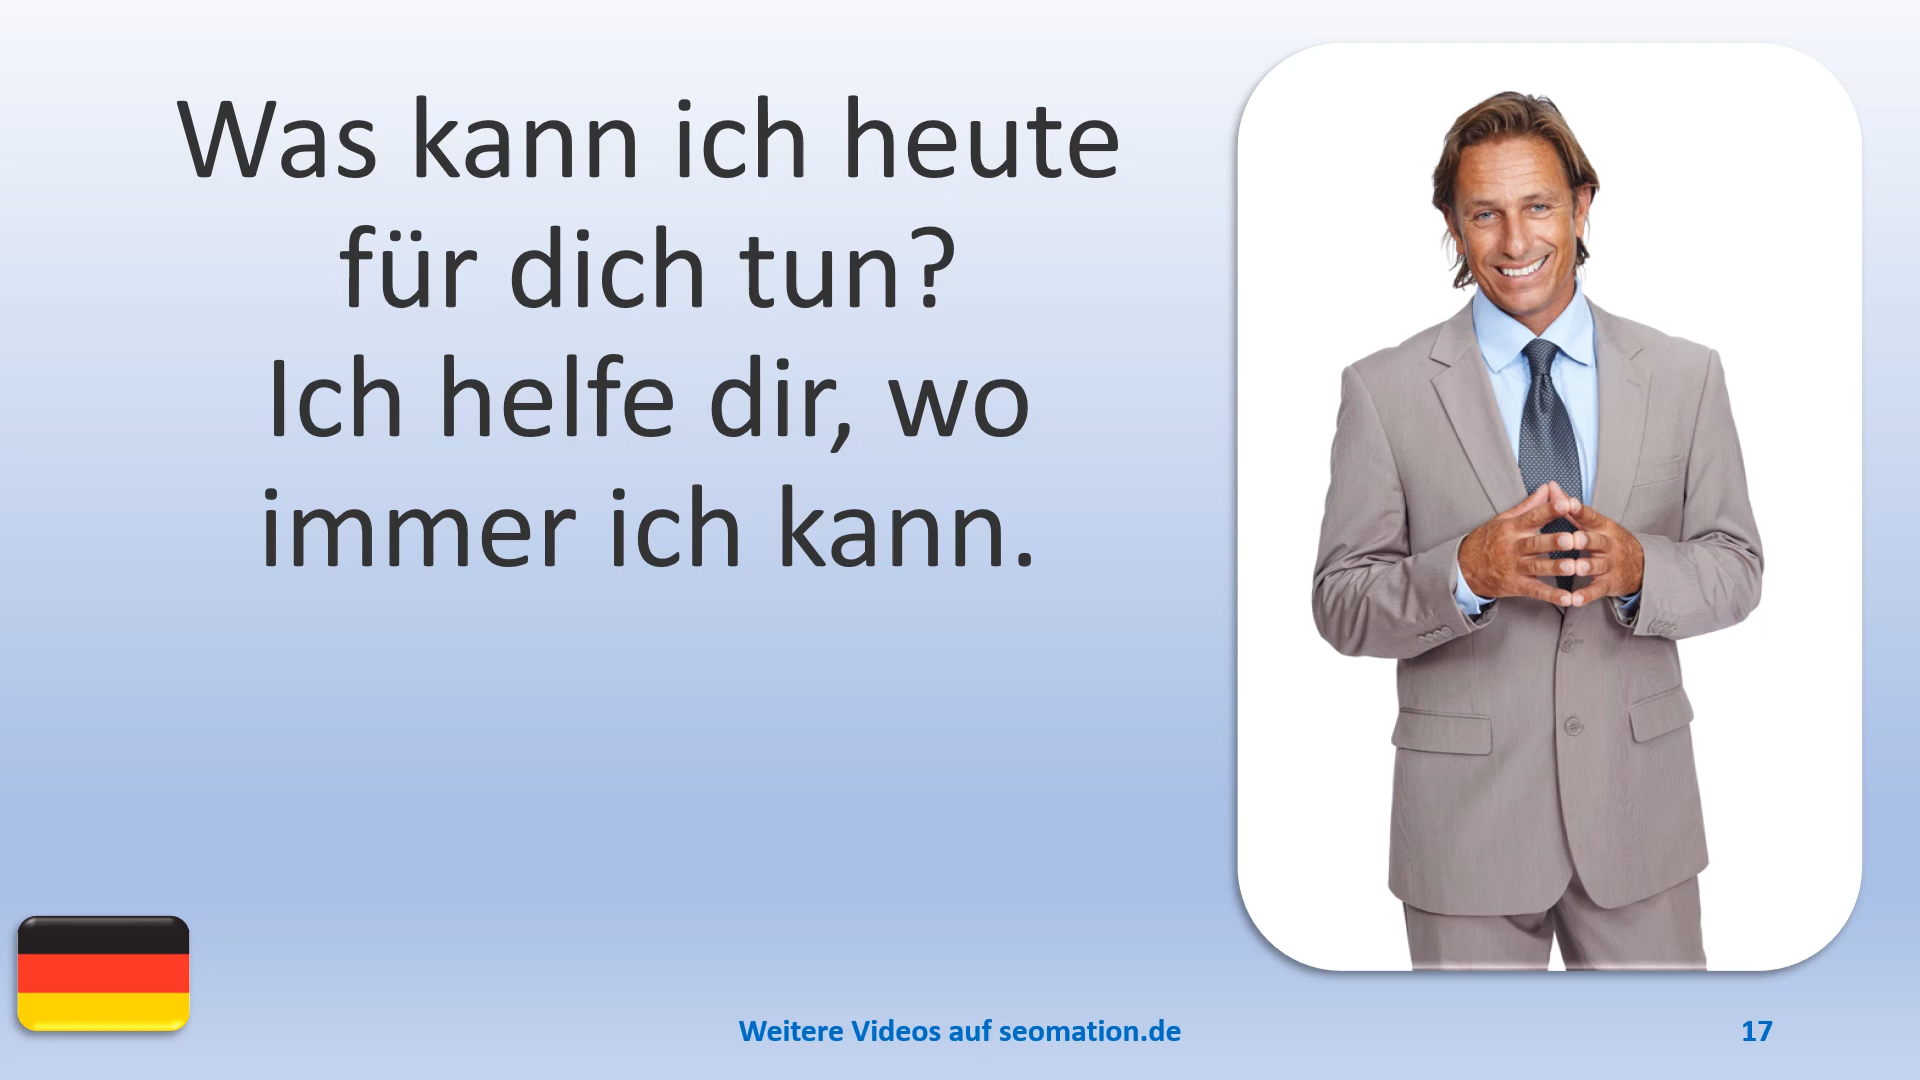 Was kann ich heute
für dich tun?
Ich helfe dir, wo
immer ich kann.
Weitere Videos auf seomation.de
17